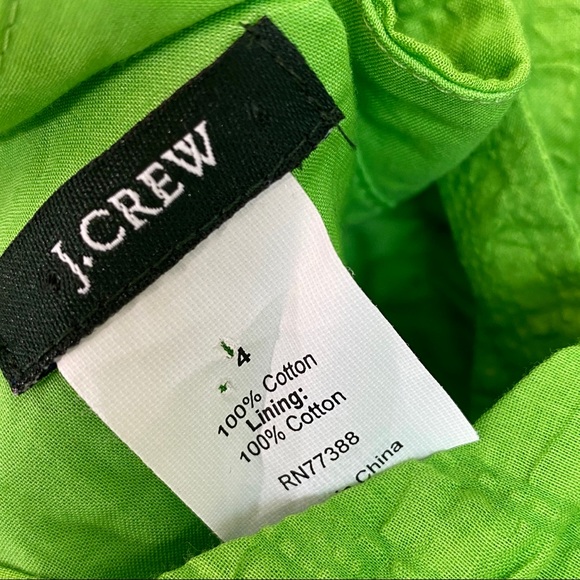 J.CREW
4
100% Cotton
Lining:
100% Cotton
RN77388
China